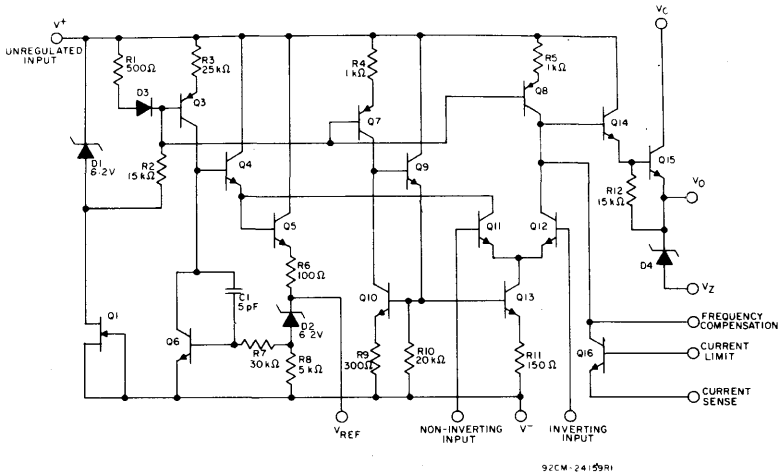 V+
UNREGULATED
INPUT
R1
500Ω
R3
25kΩ
D3
Q3
R4
1kΩ
Q7
R5
1kΩ
Q8
VC
Q14
Q15
D1
6.2V
R2
15kΩ
Q4
Q9
R12
15kΩ
VO
Q5
Q11
Q12
D4
R6
100Ω
VZ
C1
5pF
Q10
Q13
FREQUENCY
COMPENSATION
Q1
Q6
D2
6.2V
R7
30kΩ
R8
5kΩ
R9
300Ω
R10
20kΩ
R11
150Ω
Q16
CURRENT
LIMIT
CURRENT
SENSE
VREF
NON-INVERTING
INPUT
V-
INVERTING
INPUT
92CM-24159RI